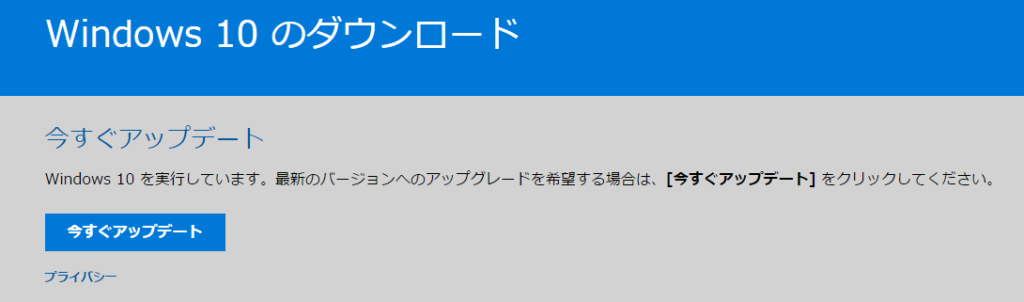 Windows 10 のダウンロード
今すぐアップデート
Windows 10 を実行しています。最新のバージョンへのアップグレードを希望する場合は、[今すぐアップデート] をクリックしてください。
今すぐアップデート
プライバシー